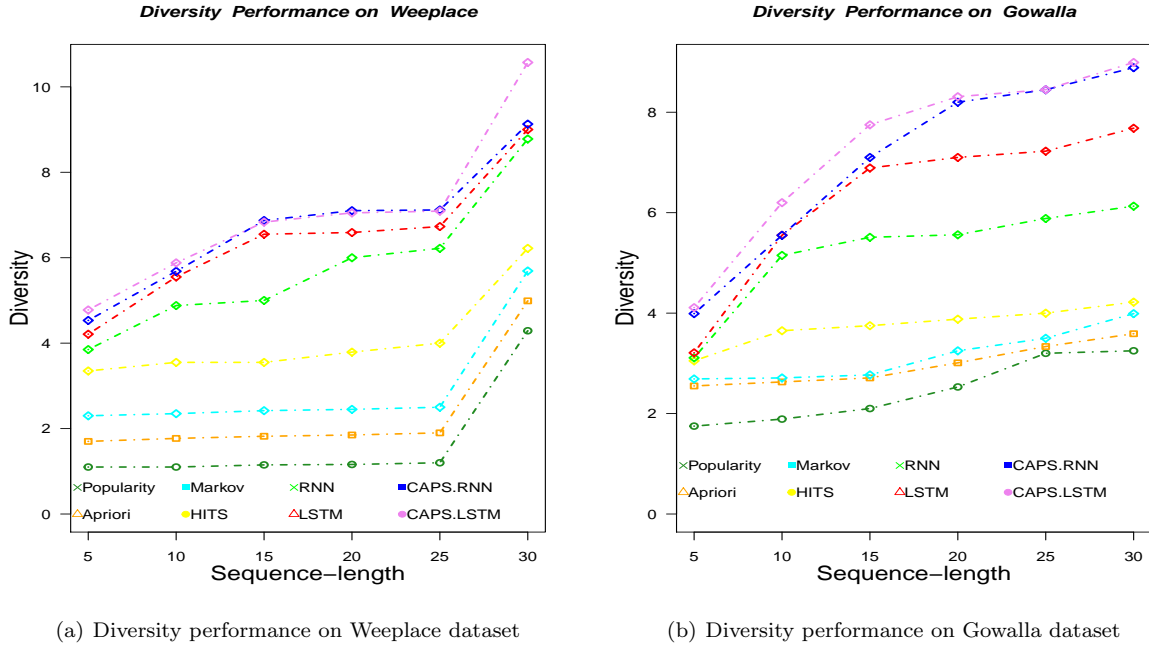 Diversity Performance on Weeplace
Diversity
10
8
6
4
2
0
Popularity Markov RNN CAPS.RNN
Apriori HITS LSTM CAPS.LSTM
5 10 15 20 25 30
Sequence-length
(a) Diversity performance on Weeplace dataset
Diversity Performance on Gowalla
Diversity
8
6
4
2
0
Popularity Markov RNN CAPS.RNN
Apriori HITS LSTM CAPS.LSTM
5 10 15 20 25 30
Sequence-length
(b) Diversity performance on Gowalla dataset